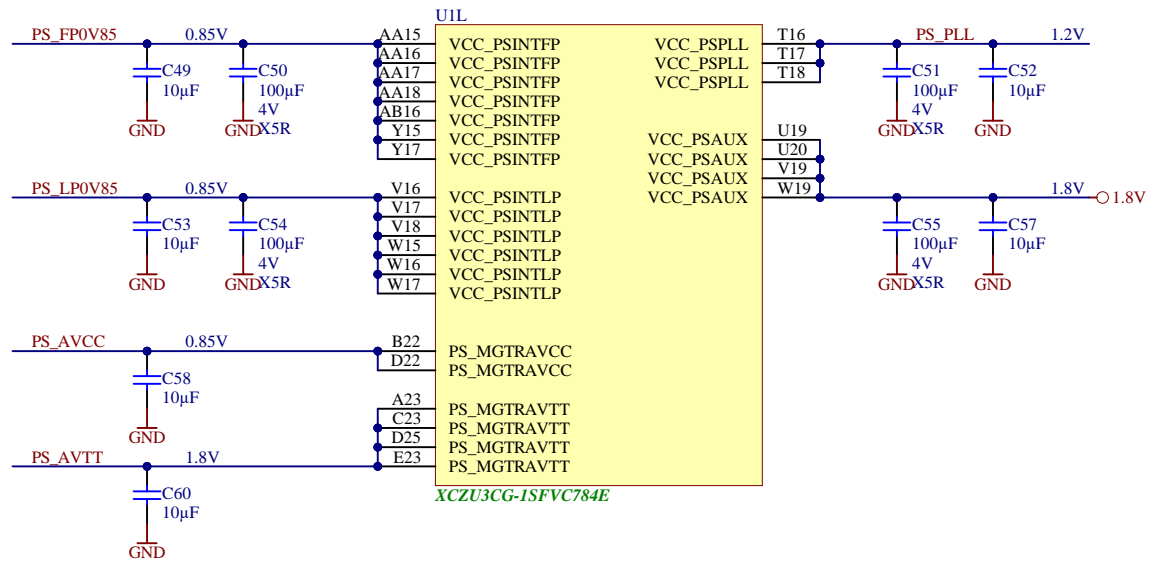 U1L
PS_FP0V85 0.85V
C49
10µF
GND
C50
100µF
4V
X5R
GND
AA15 VCC_PSINTFP
AA16 VCC_PSINTFP
AA17 VCC_PSINTFP
AA18 VCC_PSINTFP
AB16 VCC_PSINTFP
Y15 VCC_PSINTFP
Y17 VCC_PSINTFP
VCC_PSPLL T16
VCC_PSPLL T17
VCC_PSPLL T18
PS_PLL 1.2V
C51
100µF
4V
X5R
GND
C52
10µF
GND
PS_LP0V85 0.85V
C53
10µF
GND
C54
100µF
4V
X5R
GND
V16 VCC_PSINTLP
V17 VCC_PSINTLP
V18 VCC_PSINTLP
W15 VCC_PSINTLP
W16 VCC_PSINTLP
W17 VCC_PSINTLP
VCC_PSAUX U19
VCC_PSAUX U20
VCC_PSAUX V19
VCC_PSAUX W19
1.8V 1.8V
C55
100µF
4V
X5R
GND
C57
10µF
GND
PS_AVCC 0.85V
C58
10µF
GND
B22 PS_MGTRAVCC
D22 PS_MGTRAVCC
A23 PS_MGTRAVTT
C23 PS_MGTRAVTT
D25 PS_MGTRAVTT
E23 PS_MGTRAVTT
PS_AVTT 1.8V
C60
10µF
GND
XCZU3CG-1SFVC784E